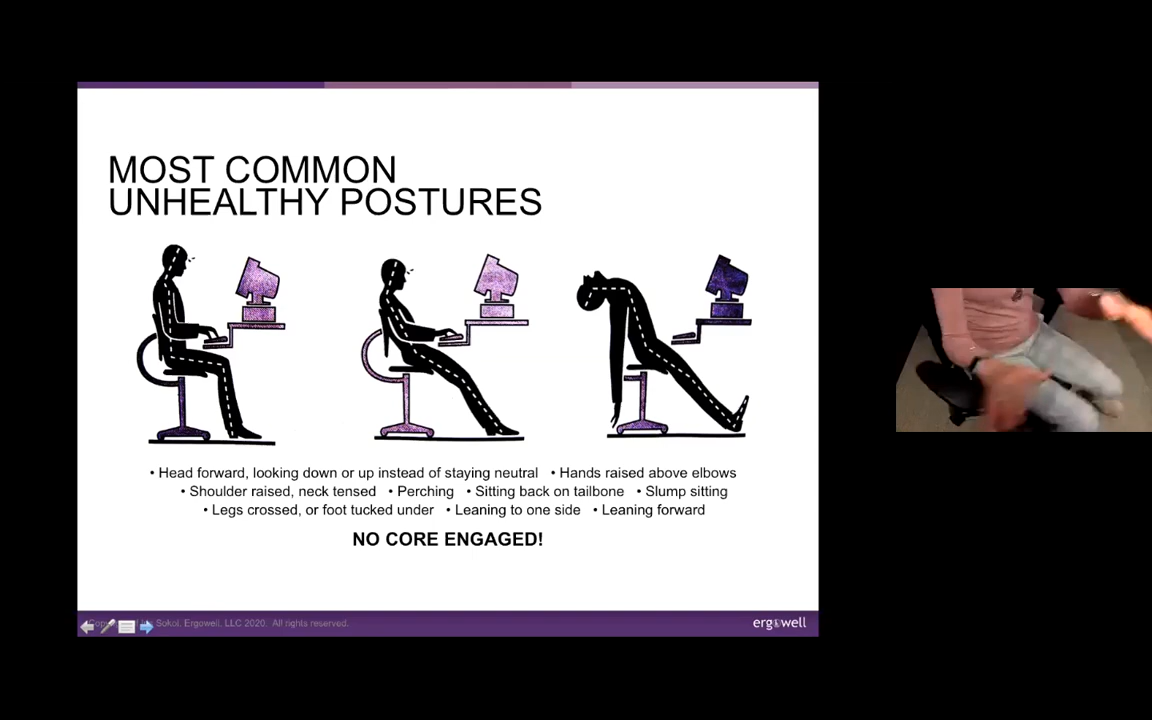 MOST COMMON
UNHEALTHY POSTURES
• Head forward, looking down or up instead of staying neutral • Hands raised above elbows
• Shoulder raised, neck tensed • Perching • Sitting back on tailbone • Slump sitting
• Legs crossed, or foot tucked under • Leaning to one side • Leaning forward
NO CORE ENGAGED!
Sokol, Ergowell, LLC 2020. All rights reserved.
ergowell